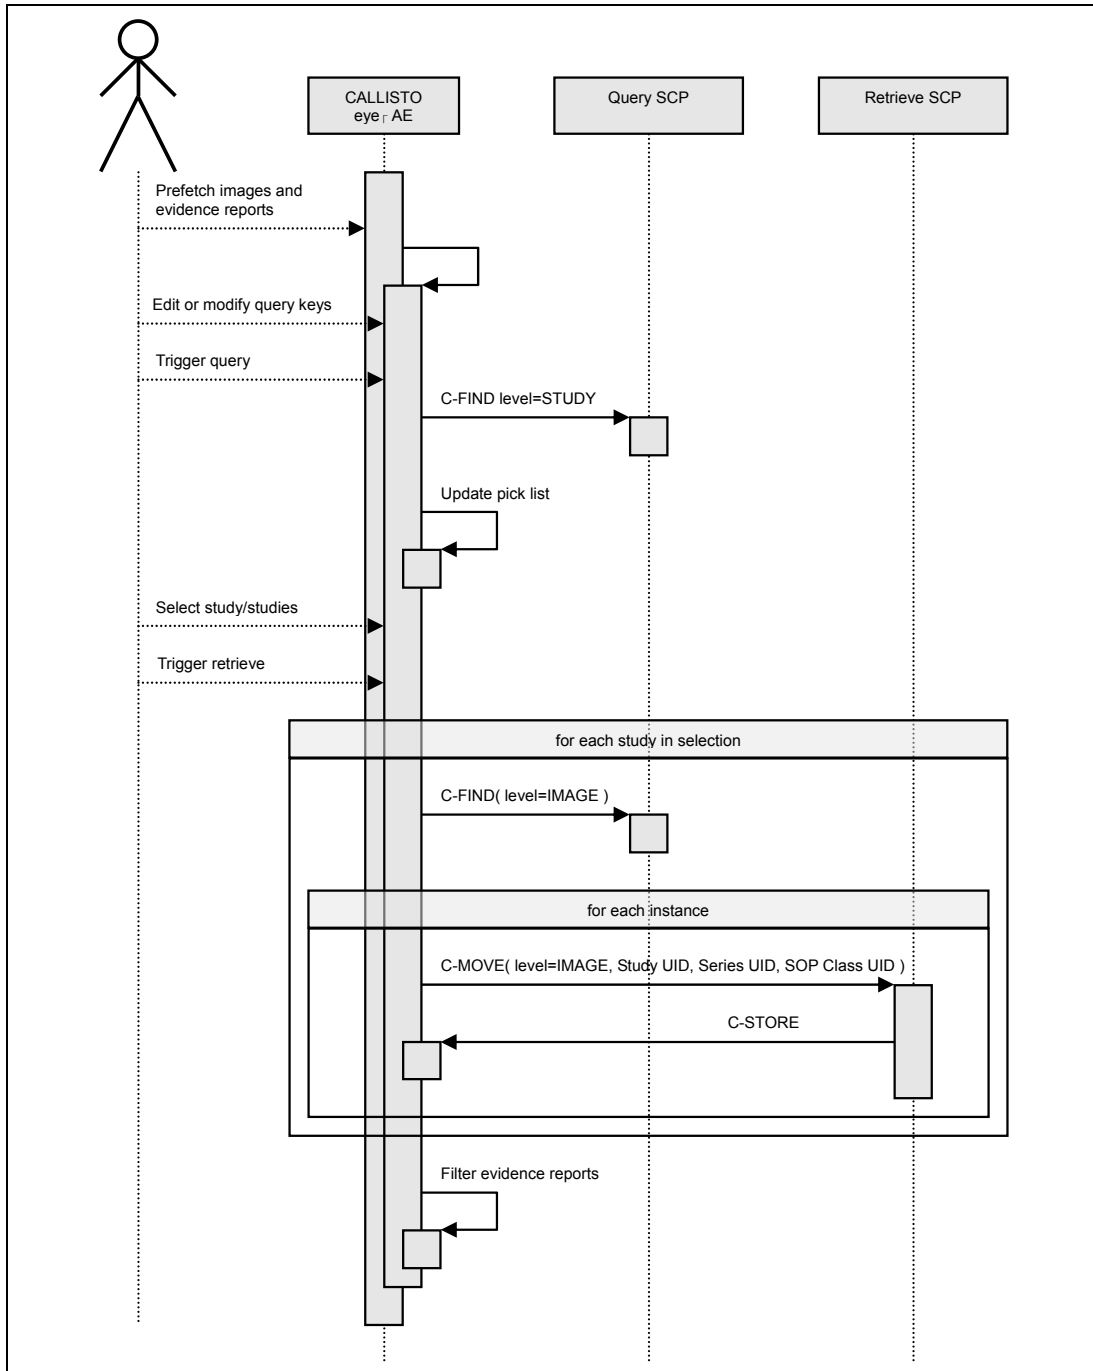 CALLISTO
eye┌ AE
Query SCP
Retrieve SCP
Prefetch images and
evidence reports
Edit or modify query keys
Trigger query
C-FIND level=STUDY
Update pick list
Select study/studies
Trigger retrieve
for each study in selection
C-FIND( level=IMAGE )
for each instance
C-MOVE( level=IMAGE, Study UID, Series UID, SOP Class UID )
C-STORE
Filter evidence reports